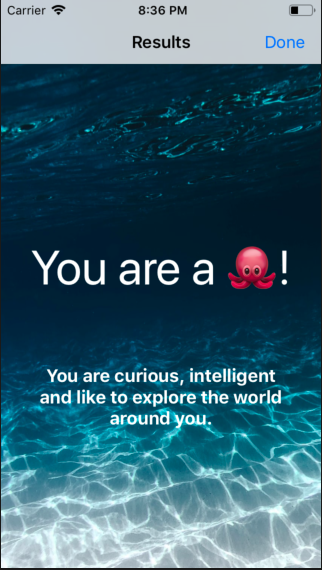 Carrier 8:36 PM
Results Done
You are a 🐙!
You are curious, intelligent
and like to explore the world
around you.